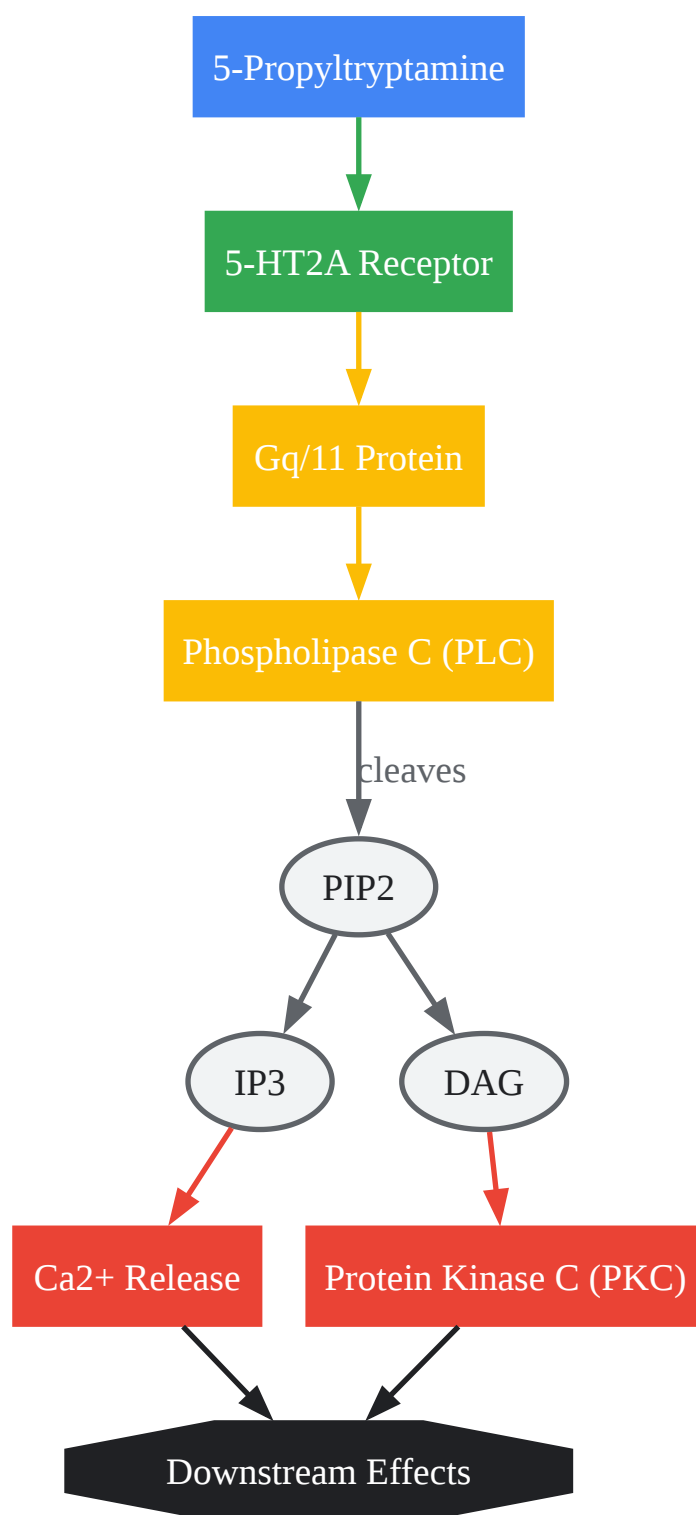 5-Propyltryptamine
5-HT2A Receptor
Gq/11 Protein
Phospholipase C (PLC)
cleaves
PIP2
IP3
DAG
Ca2+ Release
Protein Kinase C (PKC)
Downstream Effects